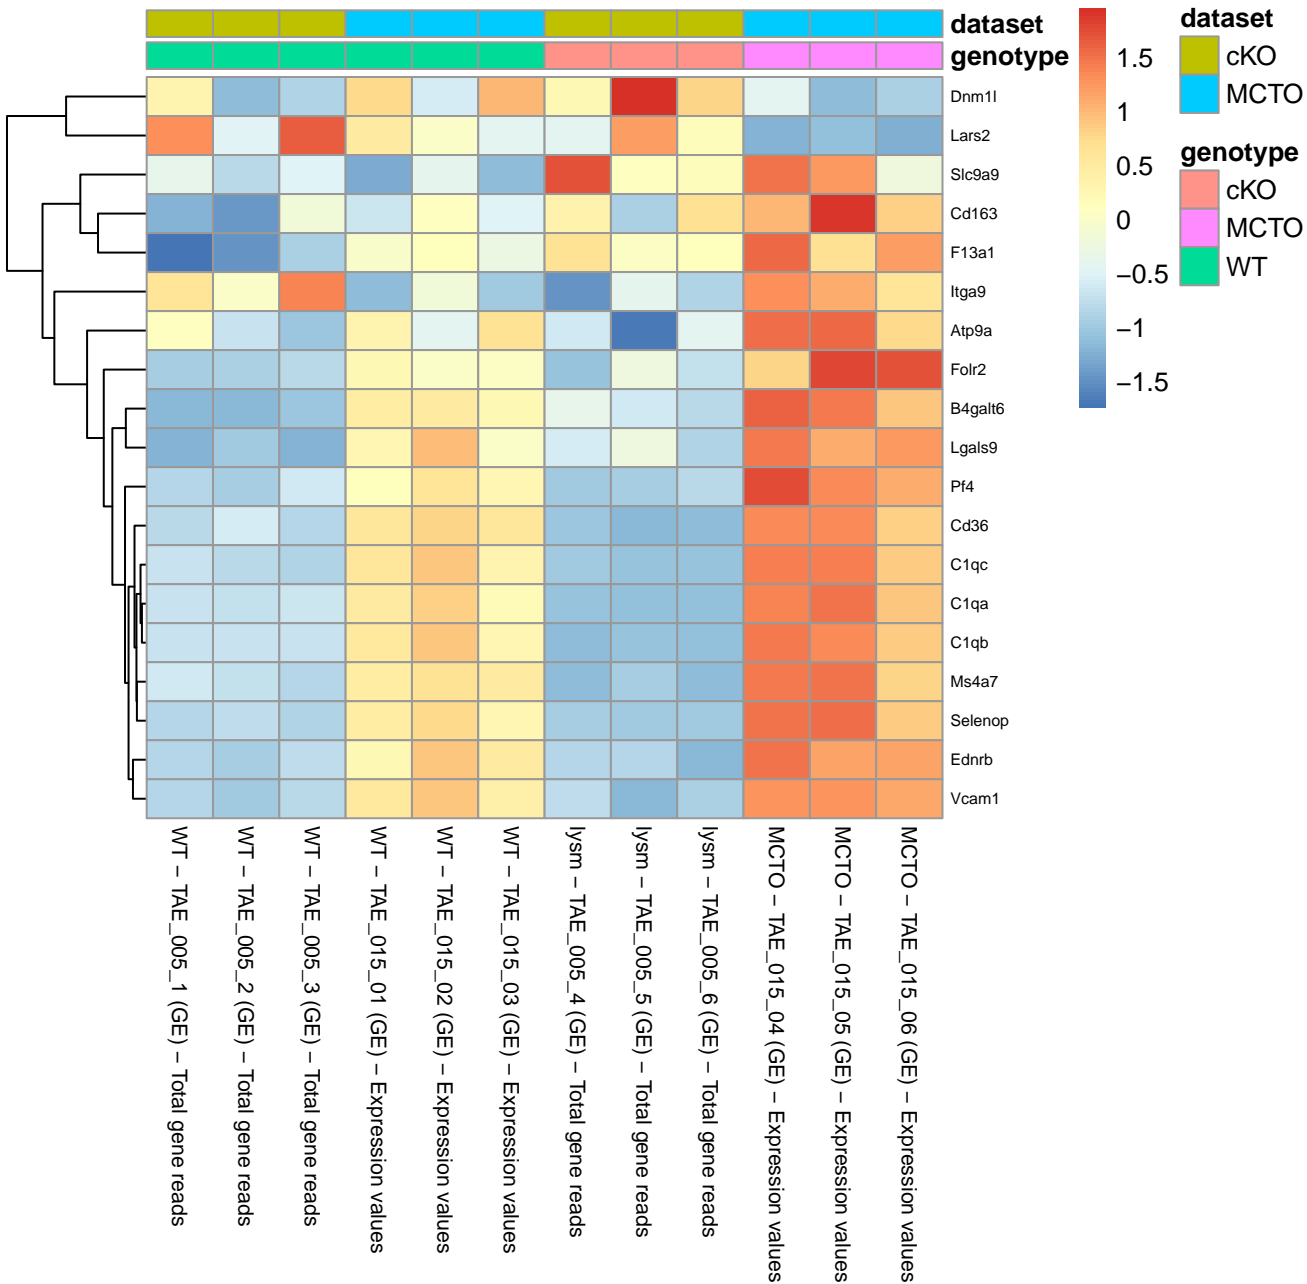 dataset
genotype
Dnm1l
Lars2
Slc9a9
Cd163
F13a1
Itga9
Atp9a
Folr2
B4galt6
Lgals9
Pf4
Cd36
C1qc
C1qa
C1qb
Ms4a7
Selenop
Ednrb
Vcam1
WT – TAE_005_1 (GE) – Total gene reads
WT – TAE_005_2 (GE) – Total gene reads
WT – TAE_005_3 (GE) – Total gene reads
WT – TAE_015_01 (GE) – Expression values
WT – TAE_015_02 (GE) – Expression values
WT – TAE_015_03 (GE) – Expression values
lysm – TAE_005_4 (GE) – Total gene reads
lysm – TAE_005_5 (GE) – Total gene reads
lysm – TAE_005_6 (GE) – Total gene reads
MCTO – TAE_015_04 (GE) – Expression values
MCTO – TAE_015_05 (GE) – Expression values
MCTO – TAE_015_06 (GE) – Expression values
1.5
1
0.5
0
−0.5
−1
−1.5
dataset
cKO
MCTO
genotype
cKO
MCTO
WT